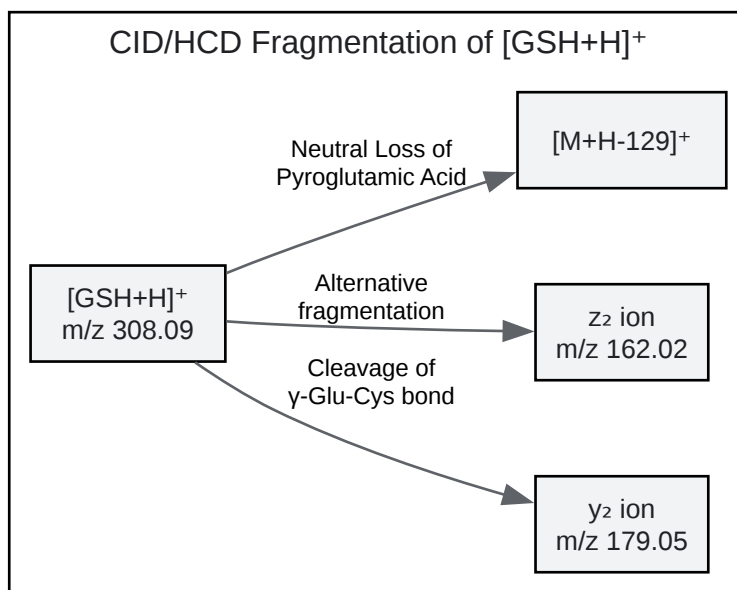 CID/HCD Fragmentation of [GSH+H]⁺
Neutral Loss of
Pyroglutamic Acid
[M+H-129]⁺
[GSH+H]⁺
m/z 308.09
Alternative
fragmentation
z₂ ion
m/z 162.02
Cleavage of
γ-Glu-Cys bond
y₂ ion
m/z 179.05